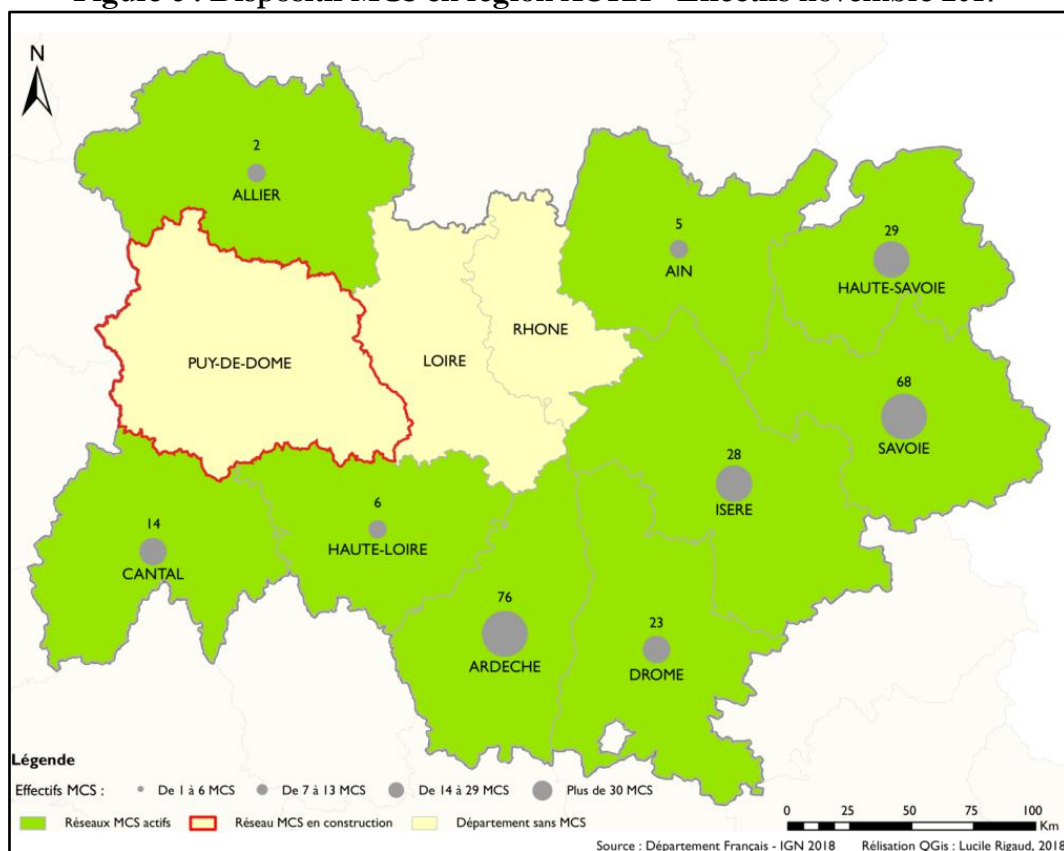 N
2
ALLIER
5
AIN
29
HAUTE-SAVOIE
RHONE
PUY-DE-DOME
LOIRE
68
SAVOIE
28
ISERE
14
CANTAL
6
HAUTE-LOIRE
76
ARDECHE
23
DROME
Légende
Effectifs MCS : De 1 à 6 MCS De 7 à 13 MCS De 14 à 29 MCS Plus de 30 MCS
Réseaux MCS actifs Réseau MCS en construction Département sans MCS
0 25 50 75 100
Km
Source : Département Français - IGN 2018 Rélisation QGis : Lucile Rigaud, 2018